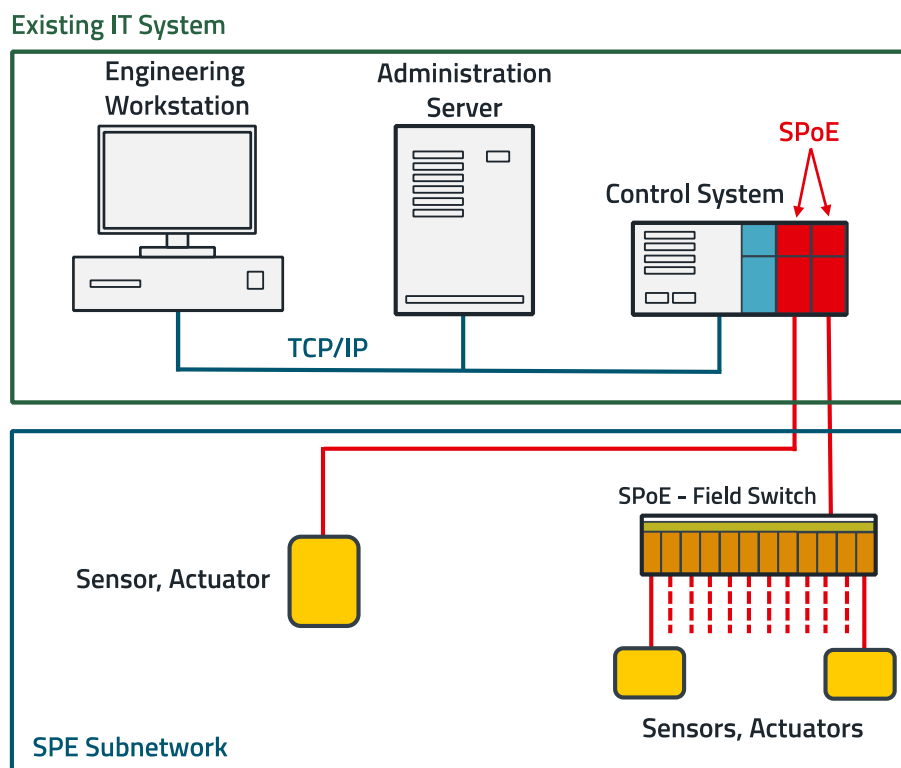 Existing IT System
Engineering
Workstation
Administration
Server
SPoE
Control System
TCP/IP
SPoE - Field Switch
Sensor, Actuator
Sensors, Actuators
SPE Subnetwork